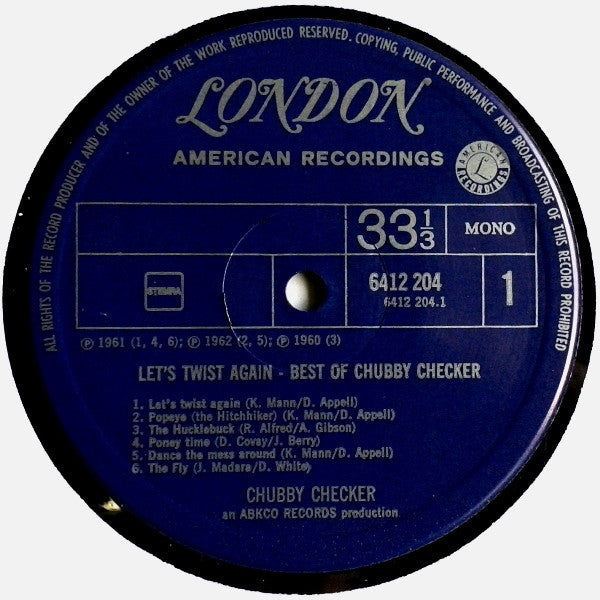 ALL RIGHTS OF THE RECORD PRODUCER AND OF THE OWNER OF THE WORK REPRODUCED RESERVED. COPYING, PUBLIC PERFORMANCE AND BROADCASTING OF THIS RECORD PROHIBITED
LONDON
AMERICAN RECORDINGS
AMERICAN L RECORDINGS
33 1/3 MONO
STEMRA 6412 204 1
6412 204.1
℗ 1961 (1, 4, 6); ℗ 1962 (2, 5); ℗ 1960 (3)
LET'S TWIST AGAIN - BEST OF CHUBBY CHECKER
1. Let's twist again (K. Mann/D. Appell)
2. Popeye (the Hitchhiker) (K. Mann/D. Appell)
3. The Hucklebuck (R. Alfred/A. Gibson)
4. Poney time (D. Covay/J. Berry)
5. Dance the mess around (K. Mann/D. Appell)
6. The Fly (J. Madara/D. White)
CHUBBY CHECKER
an ABKCO RECORDS production